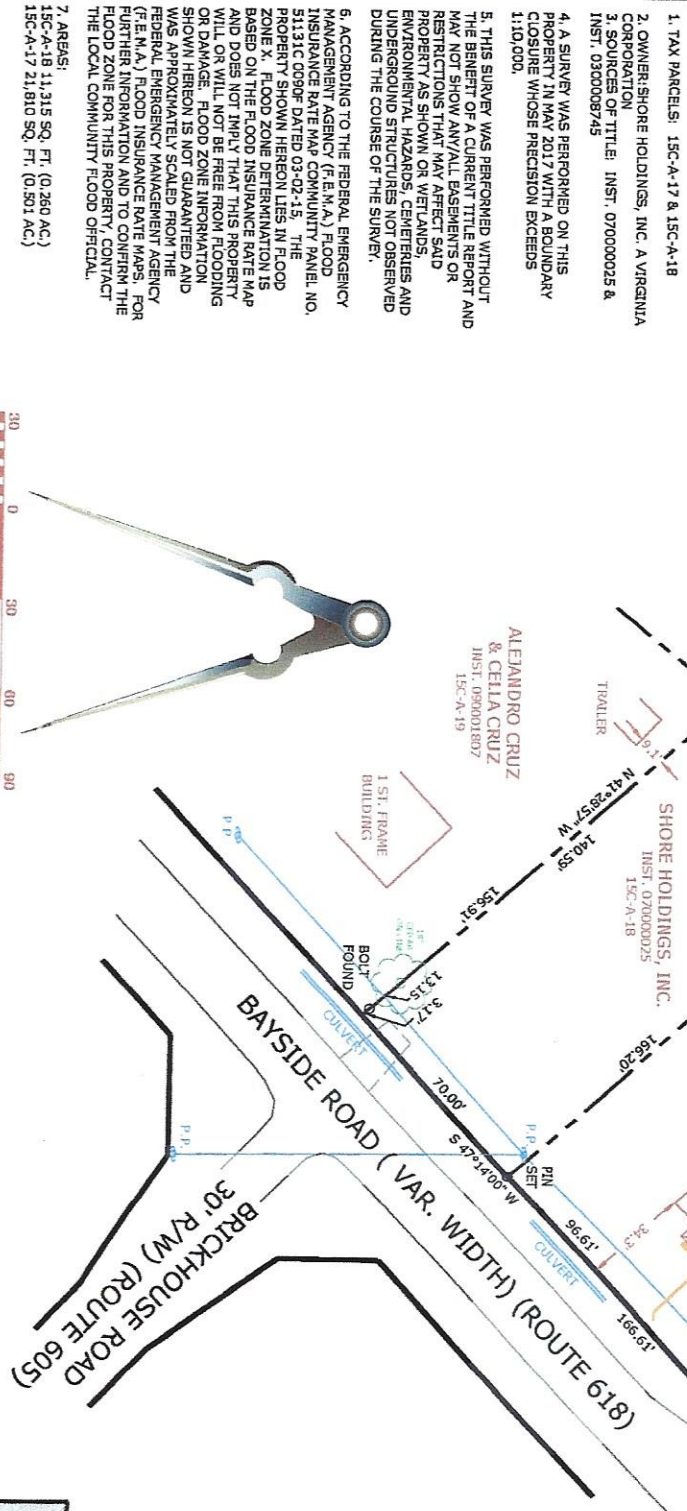 1. TAX PARCELS: 15C-A-17 & 15C-A-18
2. OWNER:SHORE HOLDINGS, INC. A VIRGINIA
CORPORATION
3. SOURCES OF TITLE: INST. 070000025 &
INST. 0300008745
4. A SURVEY WAS PERFORMED ON THIS
PROPERTY IN MAY 2017 WITH A BOUNDARY
CLOSURE WHOSE PRECISION EXCEEDS
1:10,000.
5. THIS SURVEY WAS PERFORMED WITHOUT
THE BENEFIT OF A CURRENT TITLE REPORT AND
MAY NOT SHOW ANY/ALL EASEMENTS OR
RESTRICTIONS THAT MAY AFFECT SAID
PROPERTY AS SHOWN OR WETLANDS,
ENVIRONMENTAL HAZARDS, CEMETERIES AND
UNDERGROUND STRUCTURES NOT OBSERVED
DURING THE COURSE OF THE SURVEY.
6. ACCORDING TO THE FEDERAL EMERGENCY
MANAGEMENT AGENCY (F.E.M.A.) FLOOD
INSURANCE RATE MAP COMMUNITY PANEL NO.
51131C 0090F DATED 03-02-15, THE
PROPERTY SHOWN HEREON LIES IN FLOOD
ZONE X. FLOOD ZONE DETERMINATION IS
BASED ON THE FLOOD INSURANCE RATE MAP
AND DOES NOT IMPLY THAT THIS PROPERTY
WILL OR WILL NOT BE FREE FROM FLOODING
OR DAMAGE. FLOOD ZONE INFORMATION
SHOWN HEREON IS NOT GUARANTEED AND
WAS APPROXIMATELY SCALED FROM THE
FEDERAL EMERGENCY MANAGEMENT AGENCY
(F.E.M.A.) FLOOD INSURANCE RATE MAPS. FOR
FURTHER INFORMATION AND TO CONFIRM THE
FLOOD ZONE FOR THIS PROPERTY, CONTACT
THE LOCAL COMMUNITY FLOOD OFFICIAL.
7. AREAS:
15C-A-18 11,315 SQ. FT. (0.260 AC.)
15C-A-17 21,810 SQ. FT. (0.501 AC.)
SHORE HOLDINGS, INC.
INST. 070000025
15C-A-18
TRAILER
9.1'
N 41°28'57" W
140.59'
156.91'
166.20'
ALEJANDRO CRUZ
& CELLA CRUZ
INST. 090001807
15C-A-19
1 ST. FRAME
BUILDING
P.P.
18"
CEDAR
BOLT
FOUND
13.15
3.17'
CULVERT
70.00'
P.P.
PIN
SET
S 47°14'00" W
96.61'
34.3'
CULVERT
166.61'
BAYSIDE ROAD ( VAR. WIDTH) (ROUTE 618)
P.P.
BRICKHOUSE ROAD
30' R/W) (ROUTE 605)
30 0 30 60 90